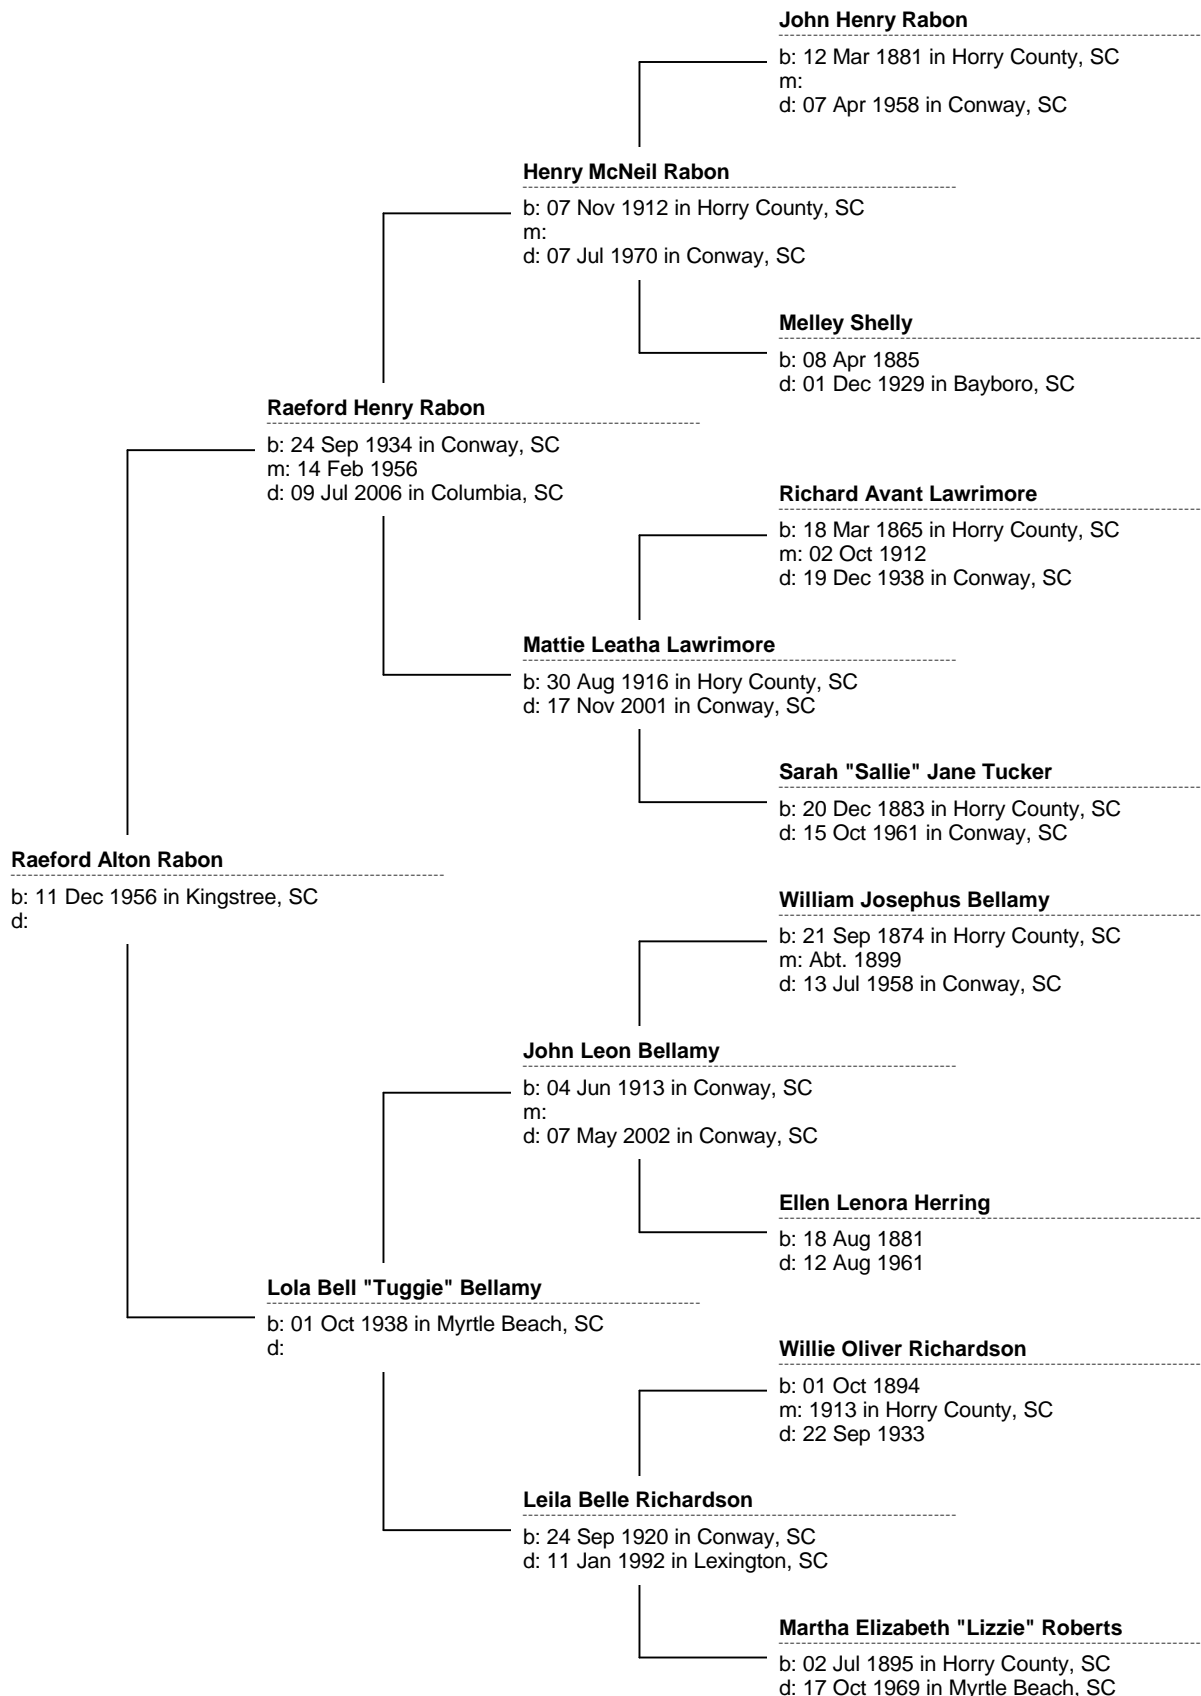 John Henry Rabon
b: 12 Mar 1881 in Horry County, SC
m:
d: 07 Apr 1958 in Conway, SC
Henry McNeil Rabon
b: 07 Nov 1912 in Horry County, SC
m:
d: 07 Jul 1970 in Conway, SC
Melley Shelly
b: 08 Apr 1885
d: 01 Dec 1929 in Bayboro, SC
Raeford Henry Rabon
b: 24 Sep 1934 in Conway, SC
m: 14 Feb 1956
d: 09 Jul 2006 in Columbia, SC
Richard Avant Lawrimore
b: 18 Mar 1865 in Horry County, SC
m: 02 Oct 1912
d: 19 Dec 1938 in Conway, SC
Mattie Leatha Lawrimore
b: 30 Aug 1916 in Hory County, SC
d: 17 Nov 2001 in Conway, SC
Sarah "Sallie" Jane Tucker
b: 20 Dec 1883 in Horry County, SC
d: 15 Oct 1961 in Conway, SC
Raeford Alton Rabon
b: 11 Dec 1956 in Kingstree, SC
d:
William Josephus Bellamy
b: 21 Sep 1874 in Horry County, SC
m: Abt. 1899
d: 13 Jul 1958 in Conway, SC
John Leon Bellamy
b: 04 Jun 1913 in Conway, SC
m:
d: 07 May 2002 in Conway, SC
Ellen Lenora Herring
b: 18 Aug 1881
d: 12 Aug 1961
Lola Bell "Tuggie" Bellamy
b: 01 Oct 1938 in Myrtle Beach, SC
d:
Willie Oliver Richardson
b: 01 Oct 1894
m: 1913 in Horry County, SC
d: 22 Sep 1933
Leila Belle Richardson
b: 24 Sep 1920 in Conway, SC
d: 11 Jan 1992 in Lexington, SC
Martha Elizabeth "Lizzie" Roberts
b: 02 Jul 1895 in Horry County, SC
d: 17 Oct 1969 in Myrtle Beach, SC